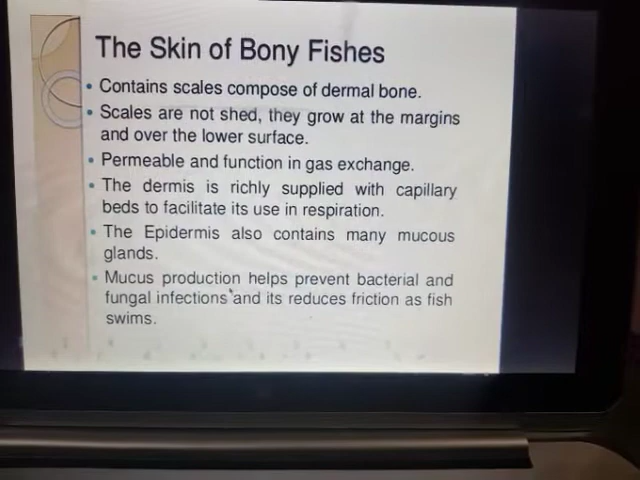 The Skin of Bony Fishes
• Contains scales compose of dermal bone.
• Scales are not shed, they grow at the margins
and over the lower surface.
• Permeable and function in gas exchange.
• The dermis is richly supplied with capillary
beds to facilitate its use in respiration.
• The Epidermis also contains many mucous
glands.
• Mucus production helps prevent bacterial and
fungal infections and its reduces friction as fish
swims.